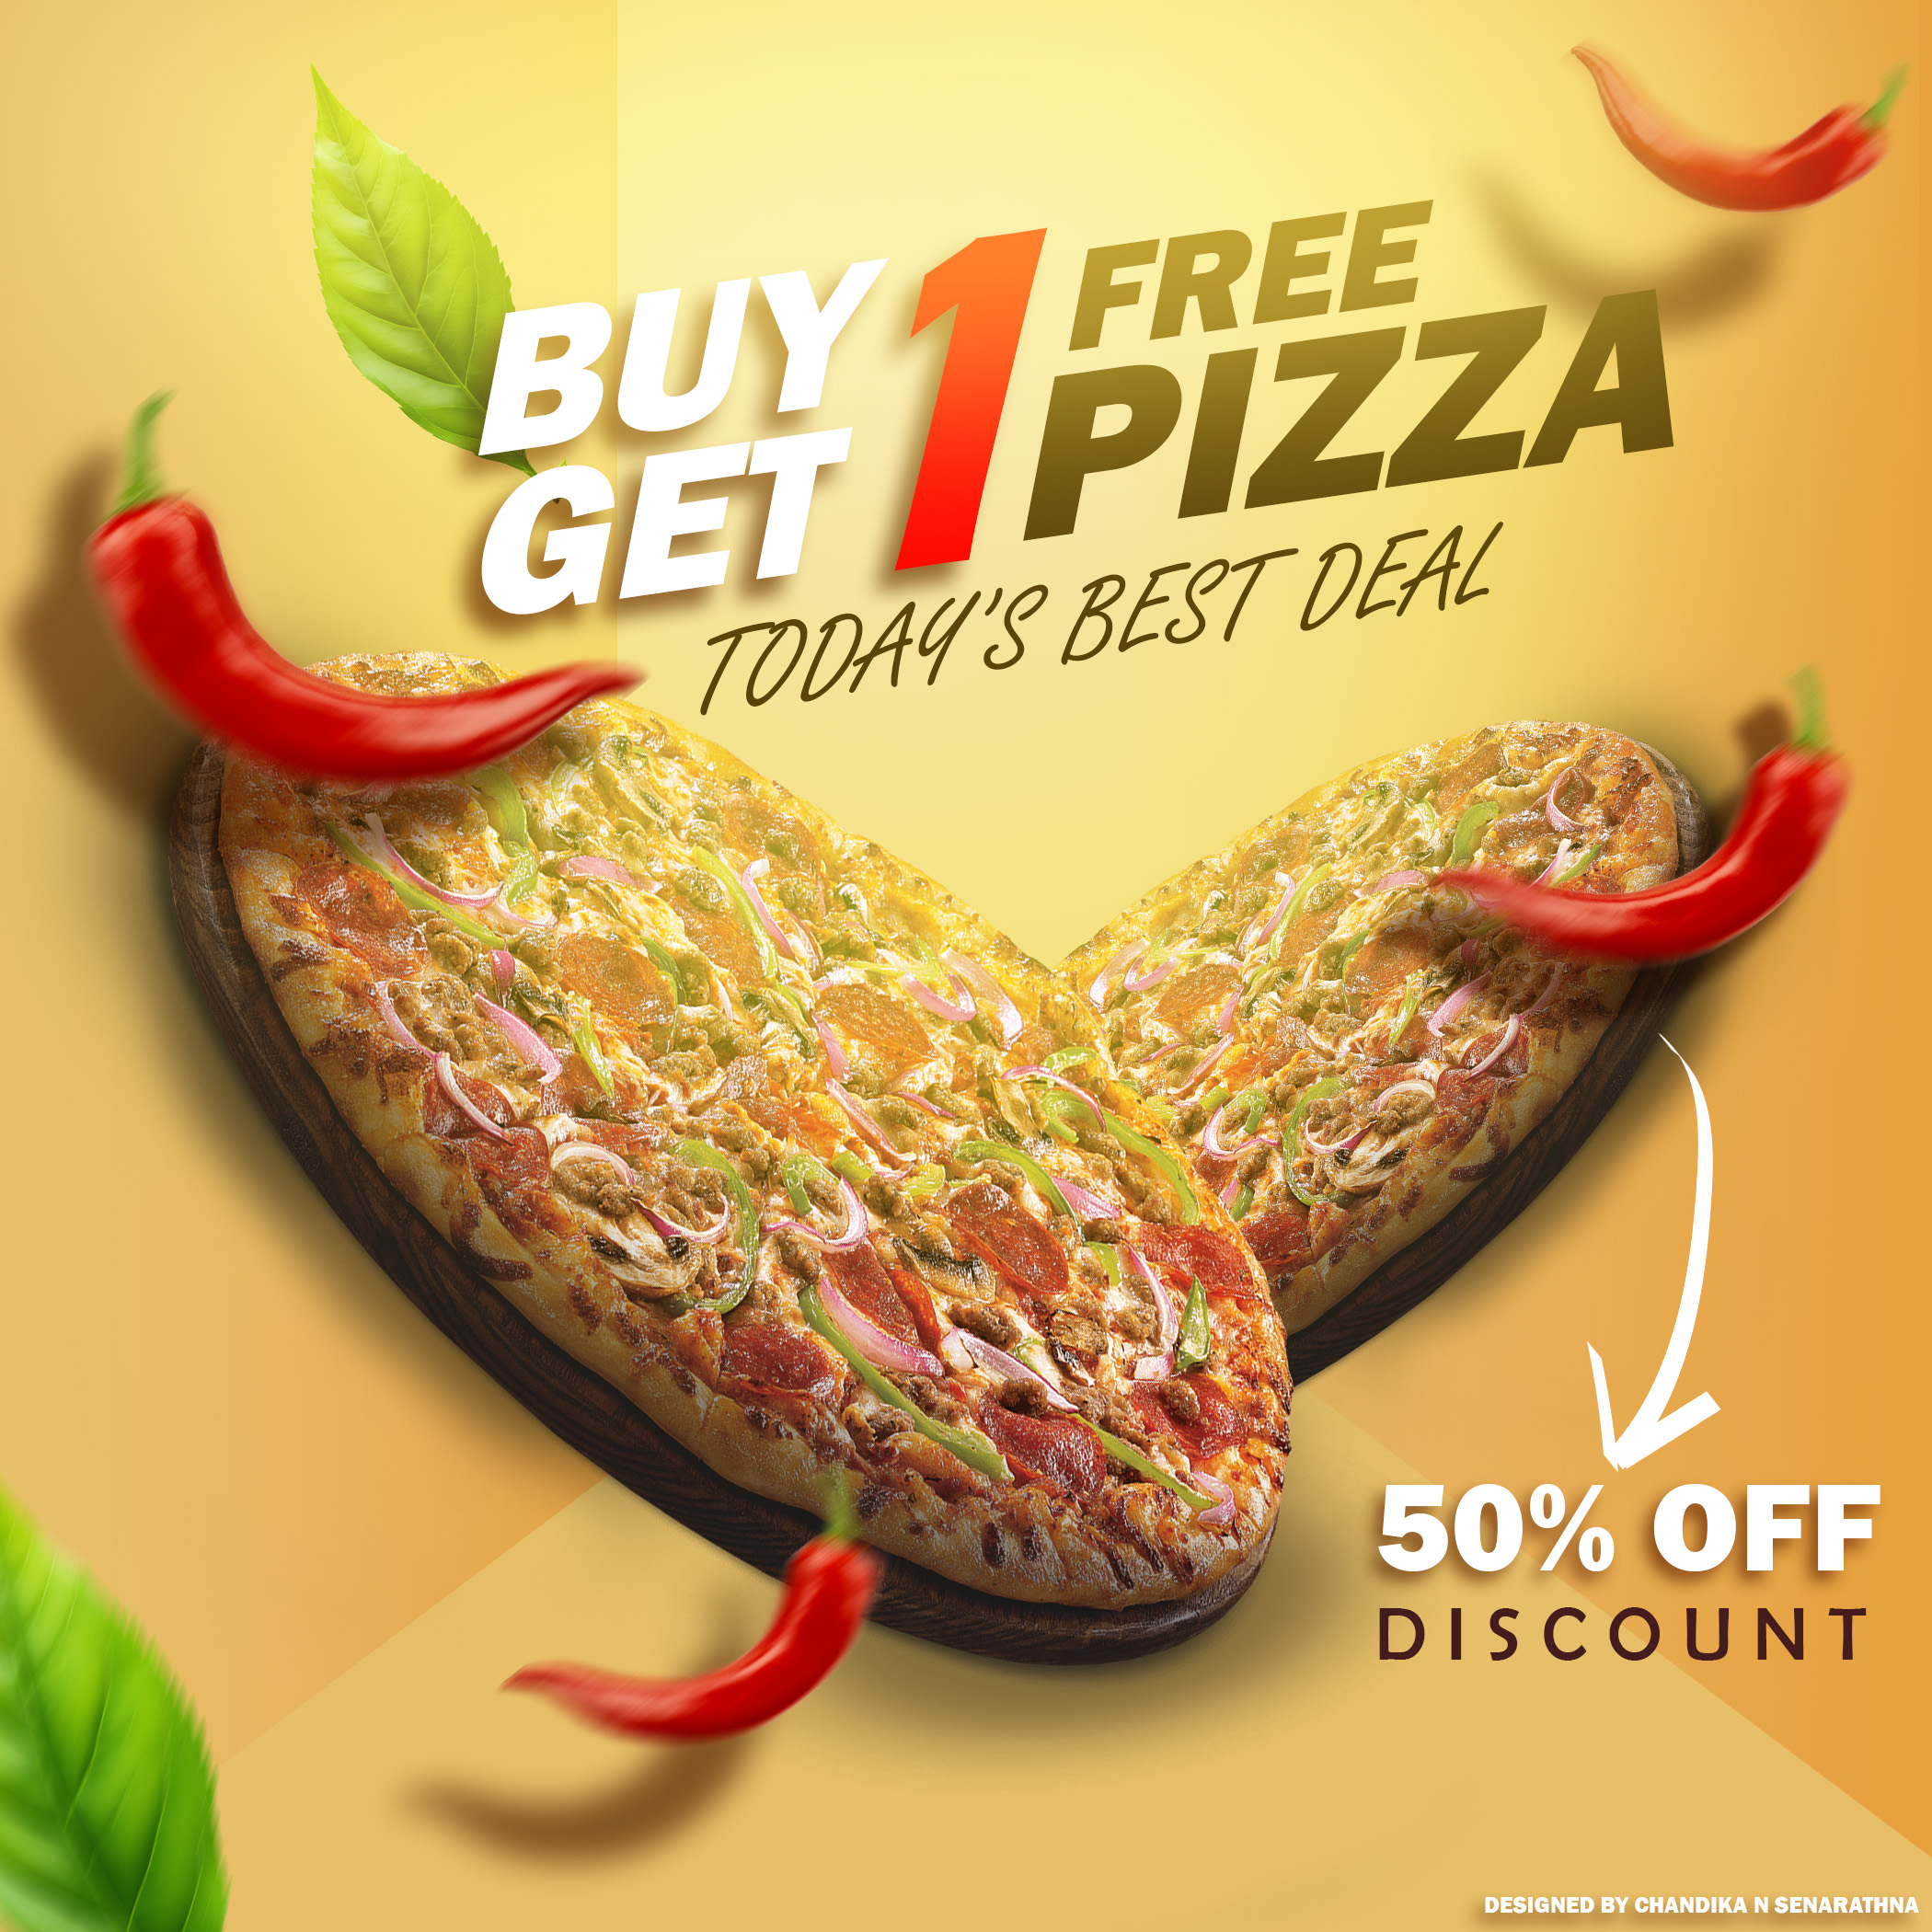 BUY 1 FREE
GET PIZZA
TODAY'S BEST DEAL
50% OFF
DISCOUNT
DESIGNED BY CHANDIKA N SENARATHNA